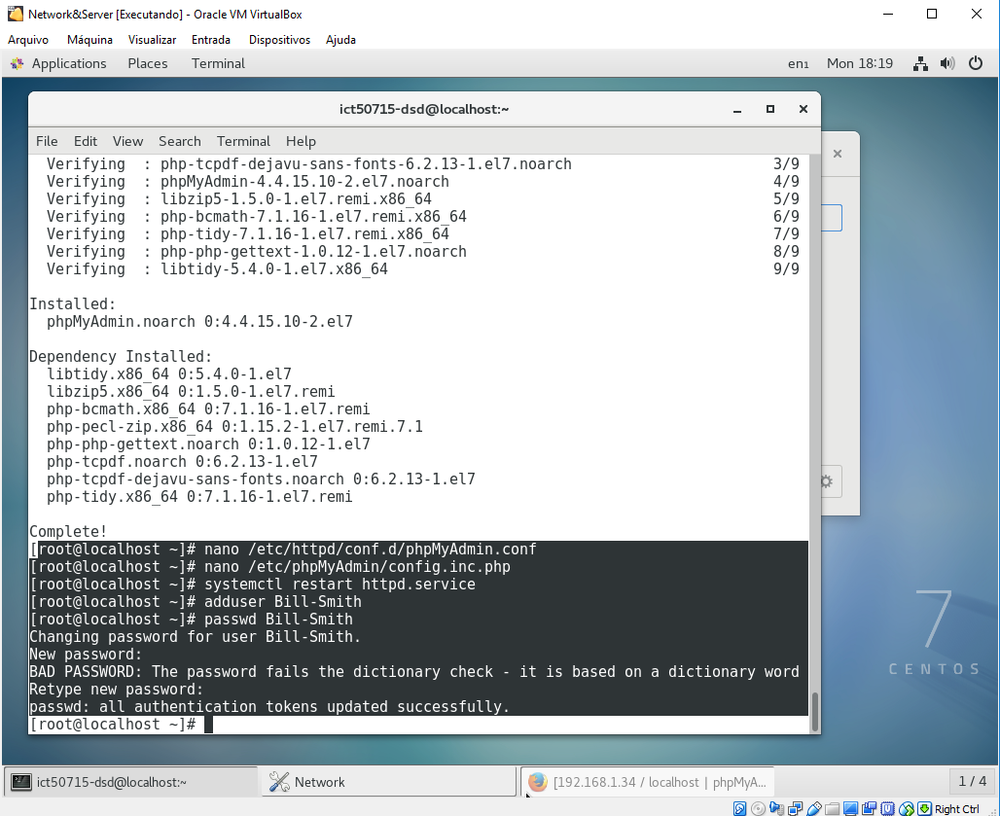 Network&Server [Executando] - Oracle VM VirtualBox
Arquivo Máquina Visualizar Entrada Dispositivos Ajuda
Applications Places Terminal en₁ Mon 18:19
ict50715-dsd@localhost:~
File Edit View Search Terminal Help
Verifying : php-tcpdf-dejavu-sans-fonts-6.2.13-1.el7.noarch 3/9
Verifying : phpMyAdmin-4.4.15.10-2.el7.noarch 4/9
Verifying : libzip5-1.5.0-1.el7.remi.x86_64 5/9
Verifying : php-bcmath-7.1.16-1.el7.remi.x86_64 6/9
Verifying : php-tidy-7.1.16-1.el7.remi.x86_64 7/9
Verifying : php-php-gettext-1.0.12-1.el7.noarch 8/9
Verifying : libtidy-5.4.0-1.el7.x86_64 9/9
Installed:
phpMyAdmin.noarch 0:4.4.15.10-2.el7
Dependency Installed:
libtidy.x86_64 0:5.4.0-1.el7
libzip5.x86_64 0:1.5.0-1.el7.remi
php-bcmath.x86_64 0:7.1.16-1.el7.remi
php-pecl-zip.x86_64 0:1.15.2-1.el7.remi.7.1
php-php-gettext.noarch 0:1.0.12-1.el7
php-tcpdf.noarch 0:6.2.13-1.el7
php-tcpdf-dejavu-sans-fonts.noarch 0:6.2.13-1.el7
php-tidy.x86_64 0:7.1.16-1.el7.remi
Complete!
[root@localhost ~]# nano /etc/httpd/conf.d/phpMyAdmin.conf
[root@localhost ~]# nano /etc/phpMyAdmin/config.inc.php
[root@localhost ~]# systemctl restart httpd.service
[root@localhost ~]# adduser Bill-Smith
[root@localhost ~]# passwd Bill-Smith
Changing password for user Bill-Smith.
New password:
BAD PASSWORD: The password fails the dictionary check - it is based on a dictionary word
Retype new password:
passwd: all authentication tokens updated successfully.
[root@localhost ~]#
7
CENTOS
ict50715-dsd@localhost:~ Network [192.168.1.34 / localhost | phpMyA... 1 / 4
Right Ctrl